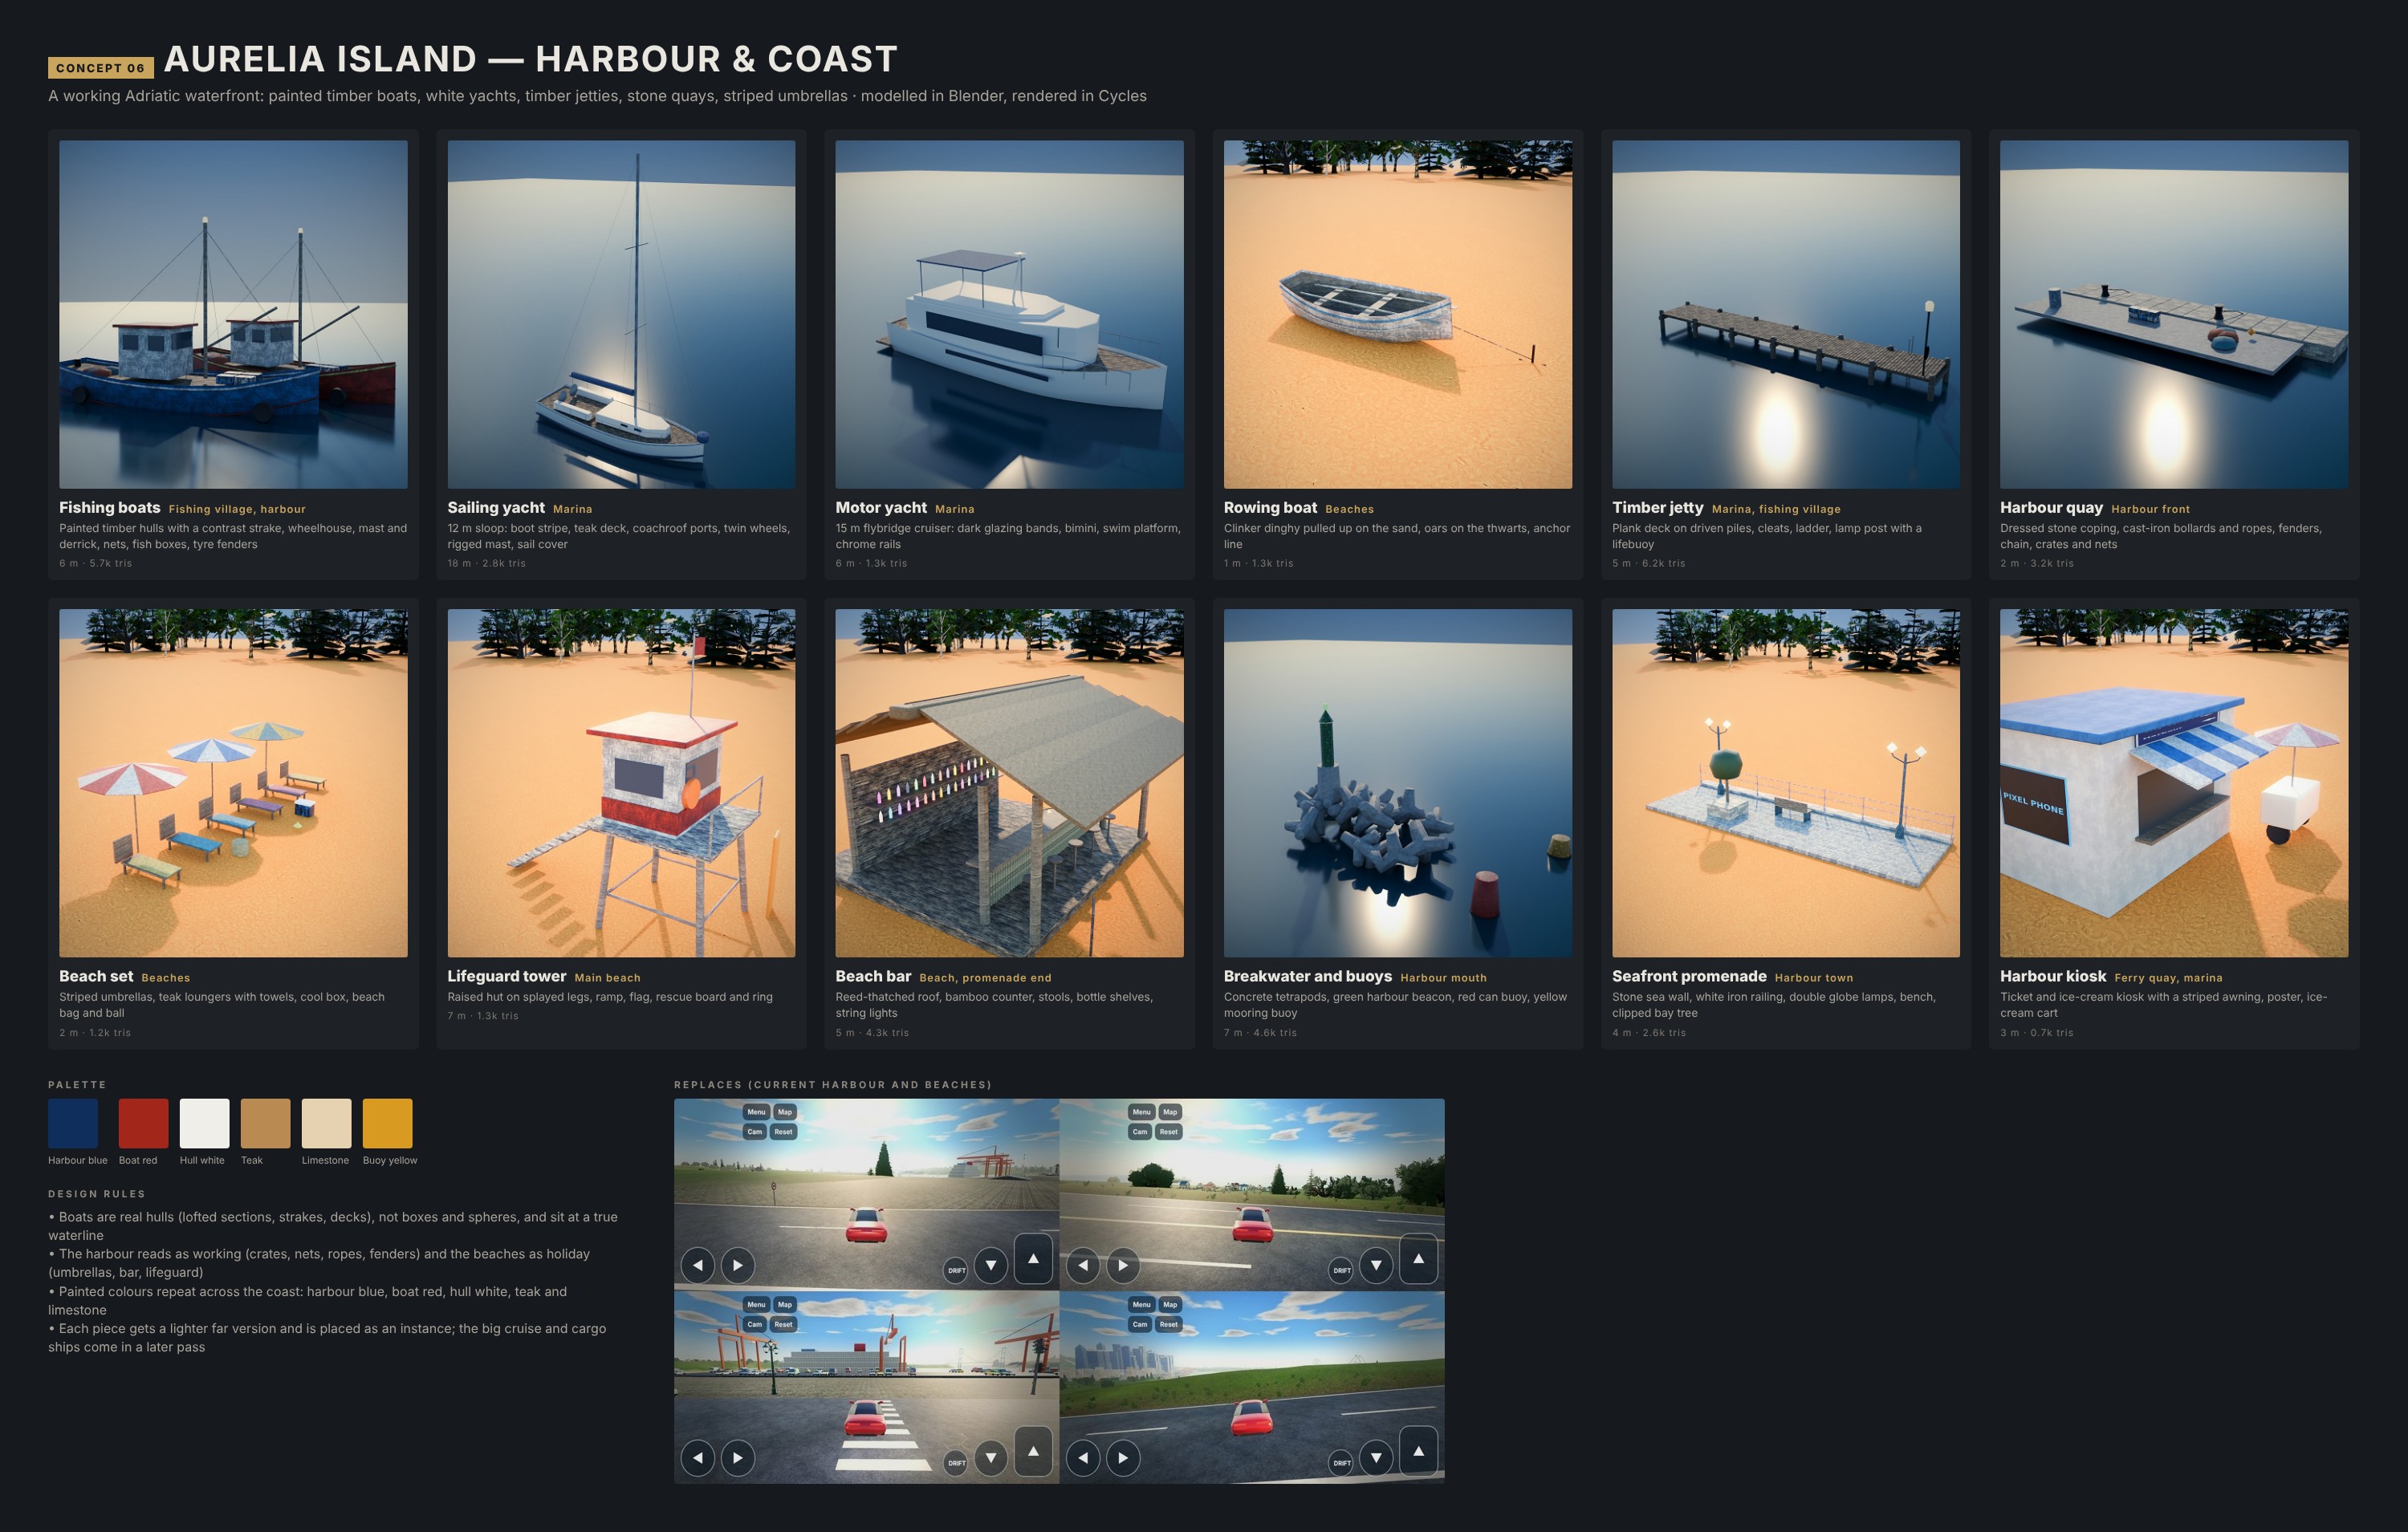 CONCEPT 06 AURELIA ISLAND — HARBOUR & COAST
A working Adriatic waterfront: painted timber boats, white yachts, timber jetties, stone quays, striped umbrellas · modelled in Blender, rendered in Cycles
Fishing boats Fishing village, harbour
Painted timber hulls with a contrast strake, wheelhouse, mast and
derrick, nets, fish boxes, tyre fenders
6 m · 5.7k tris
Sailing yacht Marina
12 m sloop: boot stripe, teak deck, coachroof ports, twin wheels,
rigged mast, sail cover
18 m · 2.8k tris
Motor yacht Marina
15 m flybridge cruiser: dark glazing bands, bimini, swim platform,
chrome rails
6 m · 1.3k tris
Rowing boat Beaches
Clinker dinghy pulled up on the sand, oars on the thwarts, anchor
line
1 m · 1.3k tris
Timber jetty Marina, fishing village
Plank deck on driven piles, cleats, ladder, lamp post with a
lifebuoy
5 m · 6.2k tris
Harbour quay Harbour front
Dressed stone coping, cast-iron bollards and ropes, fenders,
chain, crates and nets
2 m · 3.2k tris
PIXEL PHONE
Beach set Beaches
Striped umbrellas, teak loungers with towels, cool box, beach
bag and ball
2 m · 1.2k tris
Lifeguard tower Main beach
Raised hut on splayed legs, ramp, flag, rescue board and ring
7 m · 1.3k tris
Beach bar Beach, promenade end
Reed-thatched roof, bamboo counter, stools, bottle shelves,
string lights
5 m · 4.3k tris
Breakwater and buoys Harbour mouth
Concrete tetrapods, green harbour beacon, red can buoy, yellow
mooring buoy
7 m · 4.6k tris
Seafront promenade Harbour town
Stone sea wall, white iron railing, double globe lamps, bench,
clipped bay tree
4 m · 2.6k tris
Harbour kiosk Ferry quay, marina
Ticket and ice-cream kiosk with a striped awning, poster, ice-
cream cart
3 m · 0.7k tris
PALETTE
Harbour blue Boat red Hull white Teak Limestone Buoy yellow
DESIGN RULES
• Boats are real hulls (lofted sections, strakes, decks), not boxes and spheres, and sit at a true
waterline
• The harbour reads as working (crates, nets, ropes, fenders) and the beaches as holiday
(umbrellas, bar, lifeguard)
• Painted colours repeat across the coast: harbour blue, boat red, hull white, teak and
limestone
• Each piece gets a lighter far version and is placed as an instance; the big cruise and cargo
ships come in a later pass
REPLACES (CURRENT HARBOUR AND BEACHES)
Menu Map
Cam Reset
DRIFT
Menu Map
Cam Reset
DRIFT
Menu Map
Cam Reset
DRIFT
Menu Map
Cam Reset
DRIFT